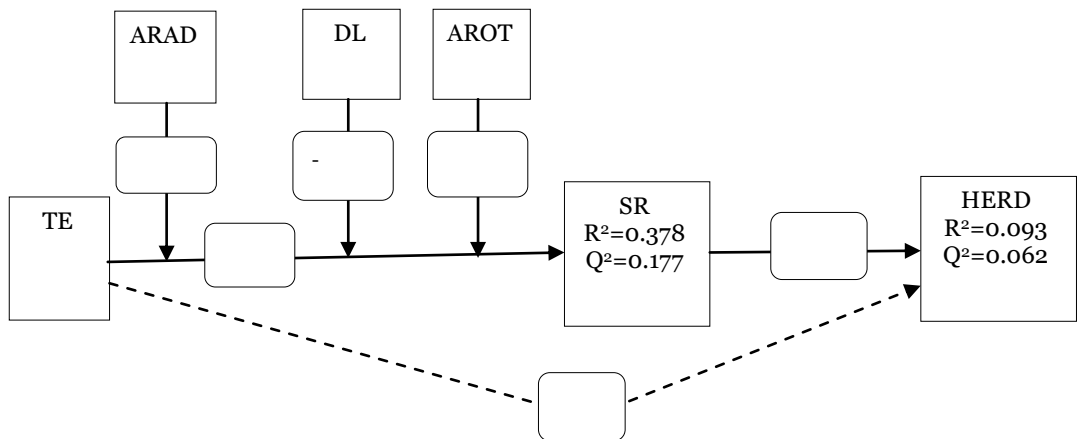 ARAD
DL
AROT
-
TE
SR
R²=0.378
Q²=0.177
HERD
R²=0.093
Q²=0.062